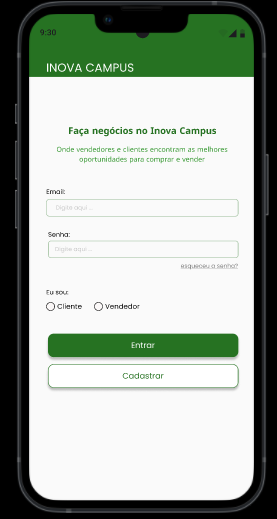 9:30
INOVA CAMPUS
Faça negócios no Inova Campus
Onde vendedores e clientes encontram as melhores
oportunidades para comprar e vender
Email:
Digite aqui ...
Senha:
Digite aqui ...
esqueceu a senha?
Eu sou:
Cliente Vendedor
Entrar
Cadastrar